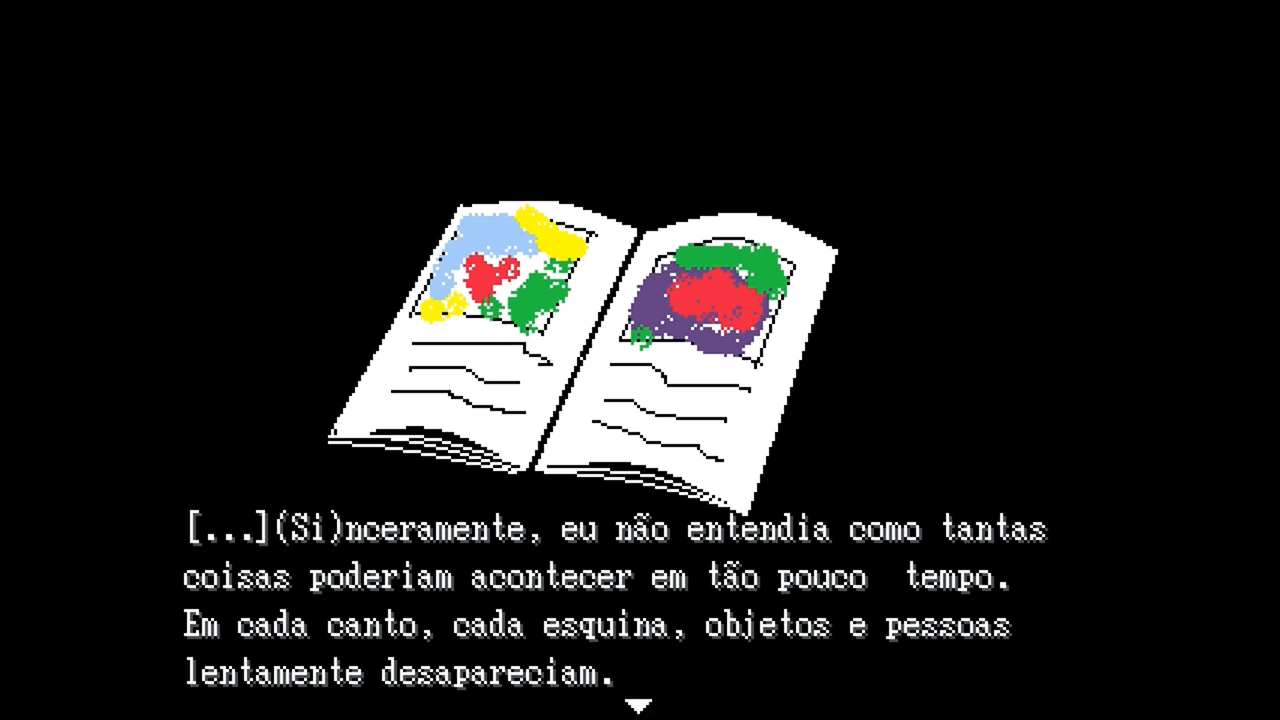 [...](Si)nceramente, eu não entendia como tantas
coisas poderiam acontecer em tão pouco  tempo.
Em cada canto, cada esquina, objetos e pessoas
lentamente desapareciam.